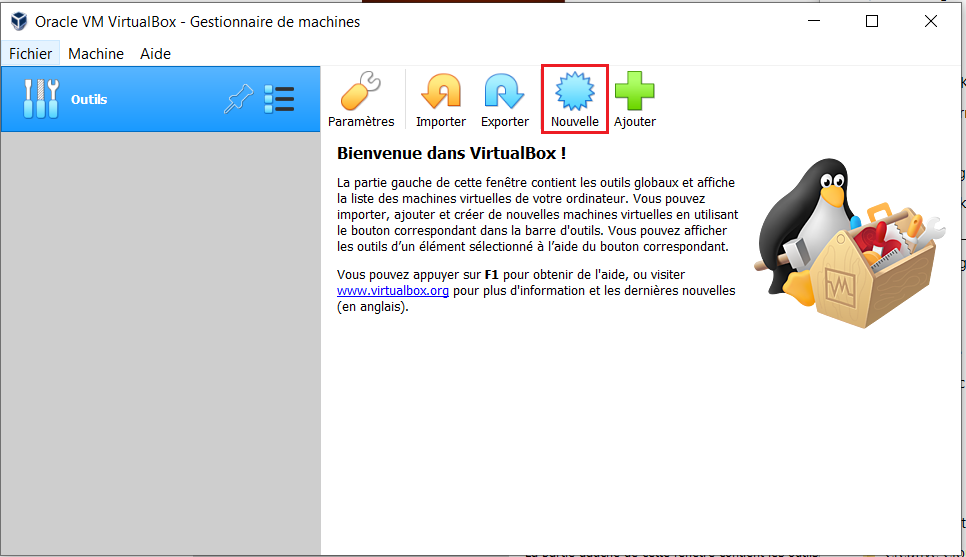 Oracle VM VirtualBox - Gestionnaire de machines
Fichier Machine Aide
Outils
Paramètres Importer Exporter Nouvelle Ajouter
Bienvenue dans VirtualBox !
La partie gauche de cette fenêtre contient les outils globaux et affiche
la liste des machines virtuelles de votre ordinateur. Vous pouvez
importer, ajouter et créer de nouvelles machines virtuelles en utilisant
le bouton correspondant dans la barre d'outils. Vous pouvez afficher
les outils d’un élément sélectionné à l’aide du bouton correspondant.
Vous pouvez appuyer sur F1 pour obtenir de l'aide, ou visiter
www.virtualbox.org pour plus d'information et les dernières nouvelles
(en anglais).